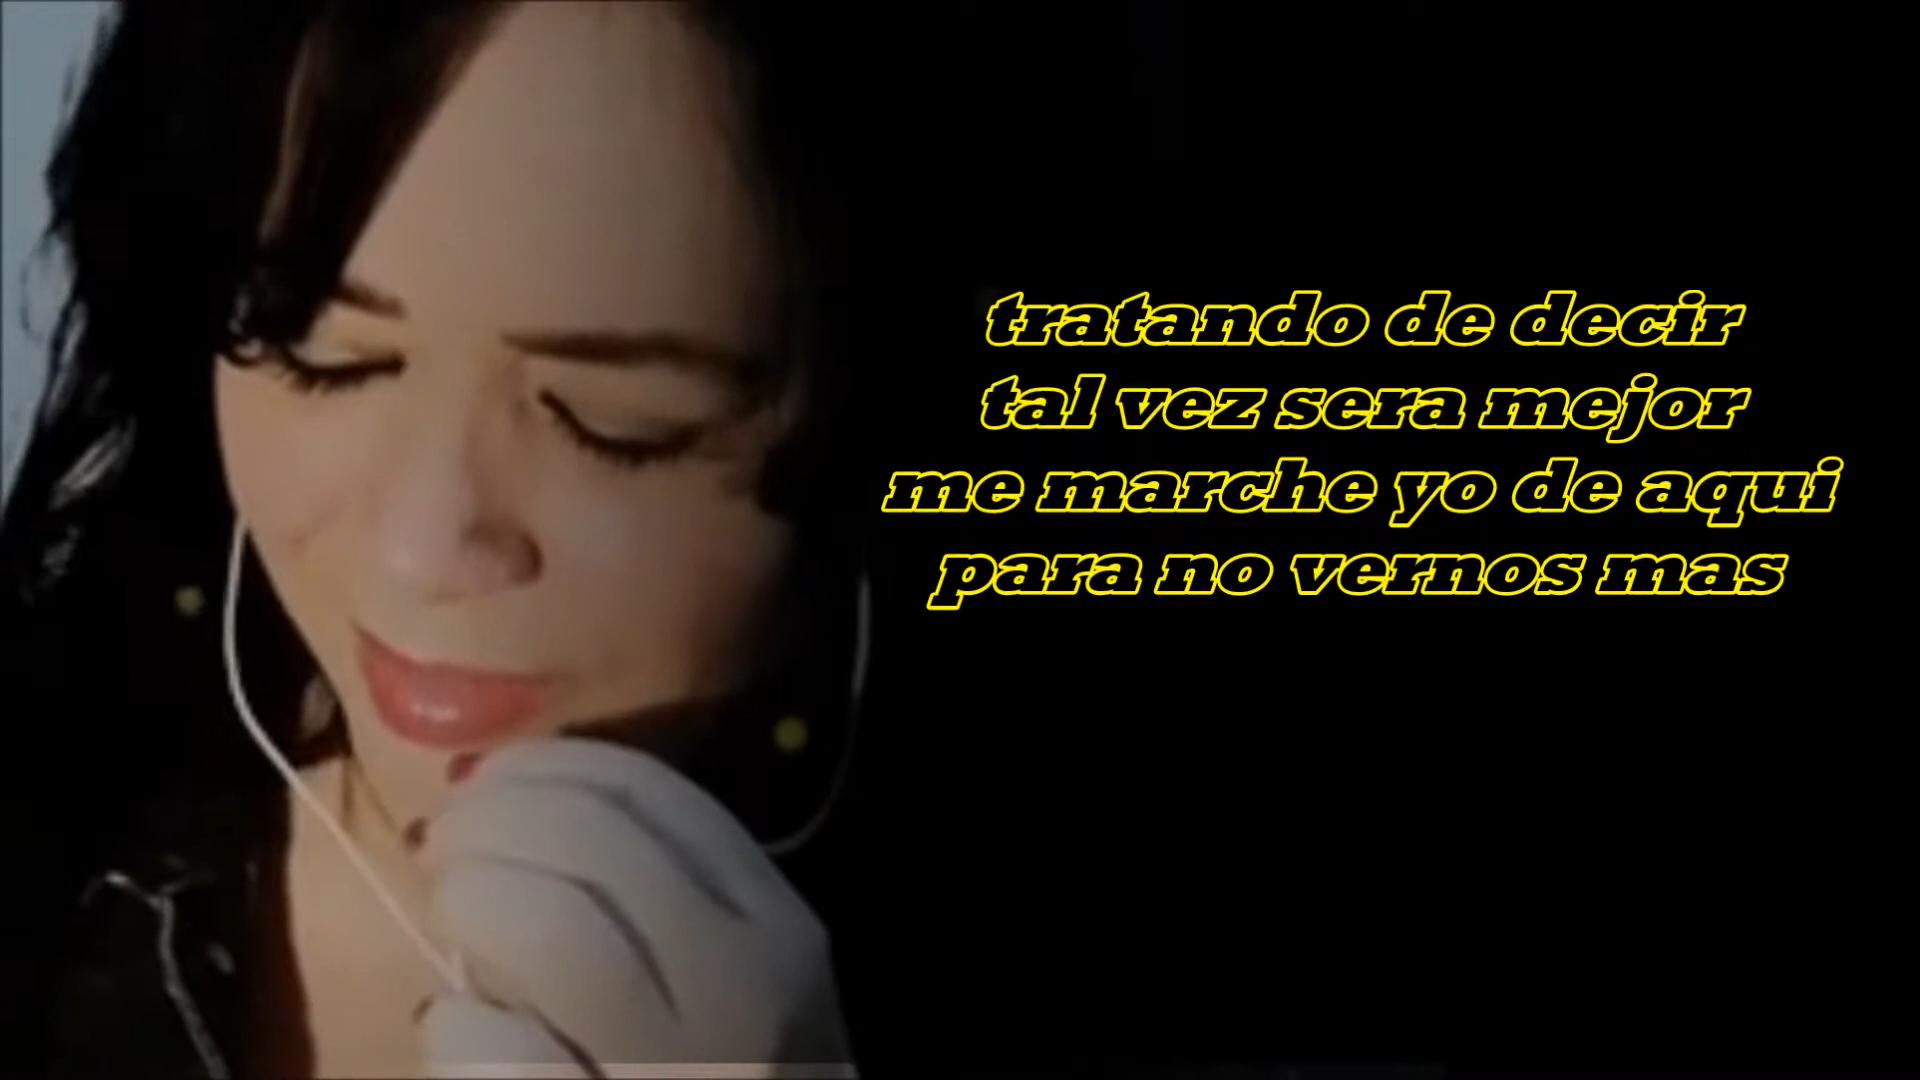 tratando de decir
tal vez sera mejor
me marche yo de aqui
para no vernos mas